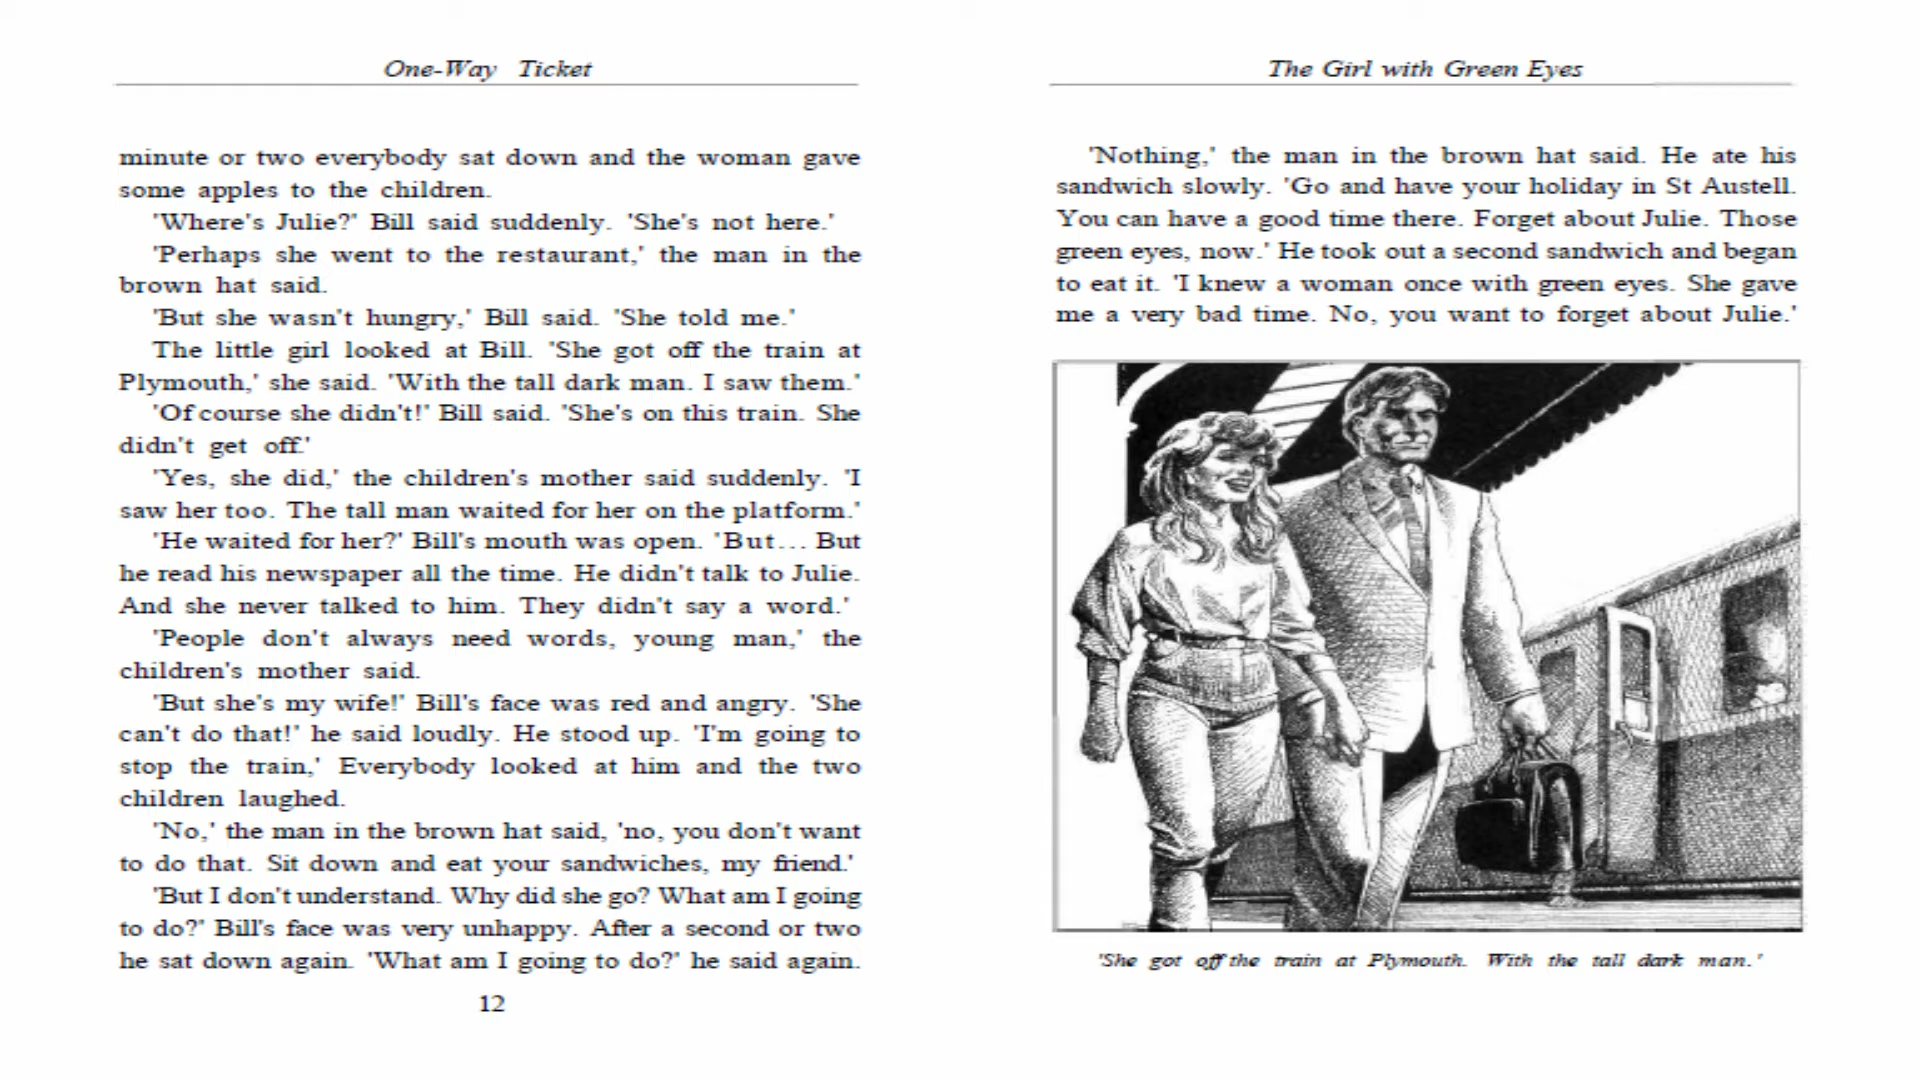 One-Way Ticket
minute or two everybody sat down and the woman gave
some apples to the children.
'Where's Julie?' Bill said suddenly. 'She's not here.'
'Perhaps she went to the restaurant,' the man in the
brown hat said.
'But she wasn't hungry,' Bill said. 'She told me.'
The little girl looked at Bill. 'She got off the train at
Plymouth,' she said. 'With the tall dark man. I saw them.'
'Of course she didn't!' Bill said. 'She's on this train. She
didn't get off.'
'Yes, she did,' the children's mother said suddenly. 'I
saw her too. The tall man waited for her on the platform.'
'He waited for her?' Bill's mouth was open. 'But... But
he read his newspaper all the time. He didn't talk to Julie.
And she never talked to him. They didn't say a word.'
'People don't always need words, young man,' the
children's mother said.
'But she's my wife!' Bill's face was red and angry. 'She
can't do that!' he said loudly. He stood up. 'I'm going to
stop the train,' Everybody looked at him and the two
children laughed.
'No,' the man in the brown hat said, 'no, you don't want
to do that. Sit down and eat your sandwiches, my friend.'
'But I don't understand. Why did she go? What am I going
to do?' Bill's face was very unhappy. After a second or two
he sat down again. 'What am I going to do?' he said again.
12
The Girl with Green Eyes
'Nothing,' the man in the brown hat said. He ate his
sandwich slowly. 'Go and have your holiday in St Austell.
You can have a good time there. Forget about Julie. Those
green eyes, now.' He took out a second sandwich and began
to eat it. 'I knew a woman once with green eyes. She gave
me a very bad time. No, you want to forget about Julie.'
'She got off the train at Plymouth. With the tall dark man.'